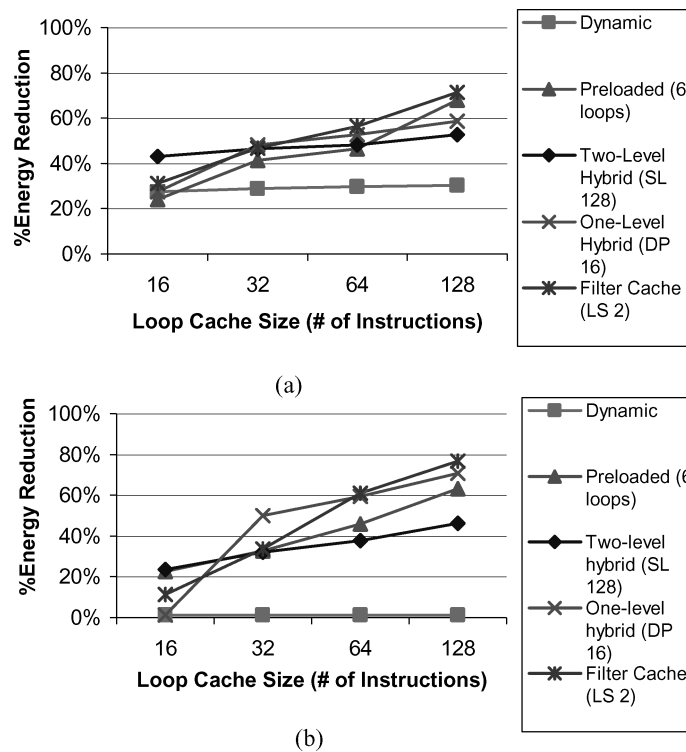 100%
80%
60%
40%
20%
0%
%Energy Reduction
16 32 64 128
Loop Cache Size (# of Instructions)
Dynamic
Preloaded (6
loops)
Two-Level
Hybrid (SL
128)
One-Level
Hybrid (DP
16)
Filter Cache
(LS 2)
(a)
100%
80%
60%
40%
20%
0%
%Energy Reduction
16 32 64 128
Loop Cache Size (# of Instructions)
Dynamic
Preloaded (6
loops)
Two-level
hybrid (SL
128)
One-level
hybrid (DP
16)
Filter Cache
(LS 2)
(b)